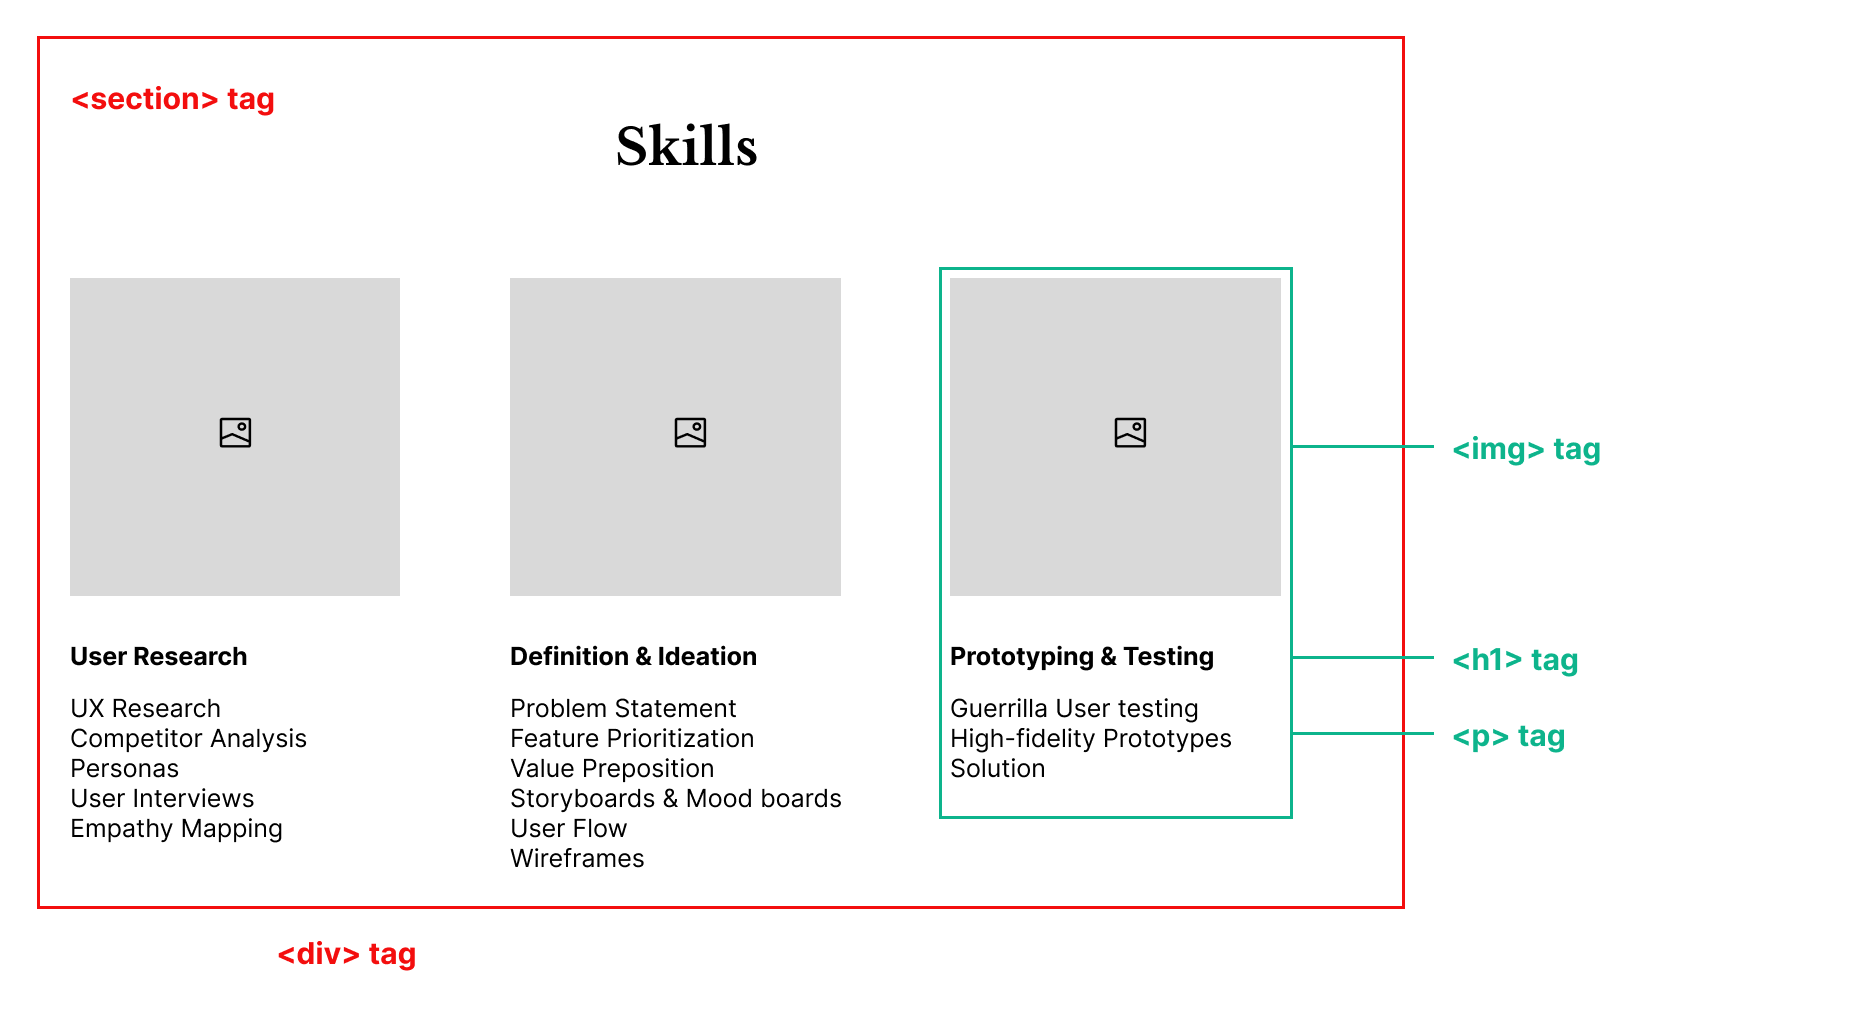 <section> tag
Skills
User Research
UX Research
Competitor Analysis
Personas
User Interviews
Empathy Mapping
Definition & Ideation
Problem Statement
Feature Prioritization
Value Preposition
Storyboards & Mood boards
User Flow
Wireframes
Prototyping & Testing
Guerrilla User testing
High-fidelity Prototypes
Solution
<img> tag
<h1> tag
<p> tag
<div> tag